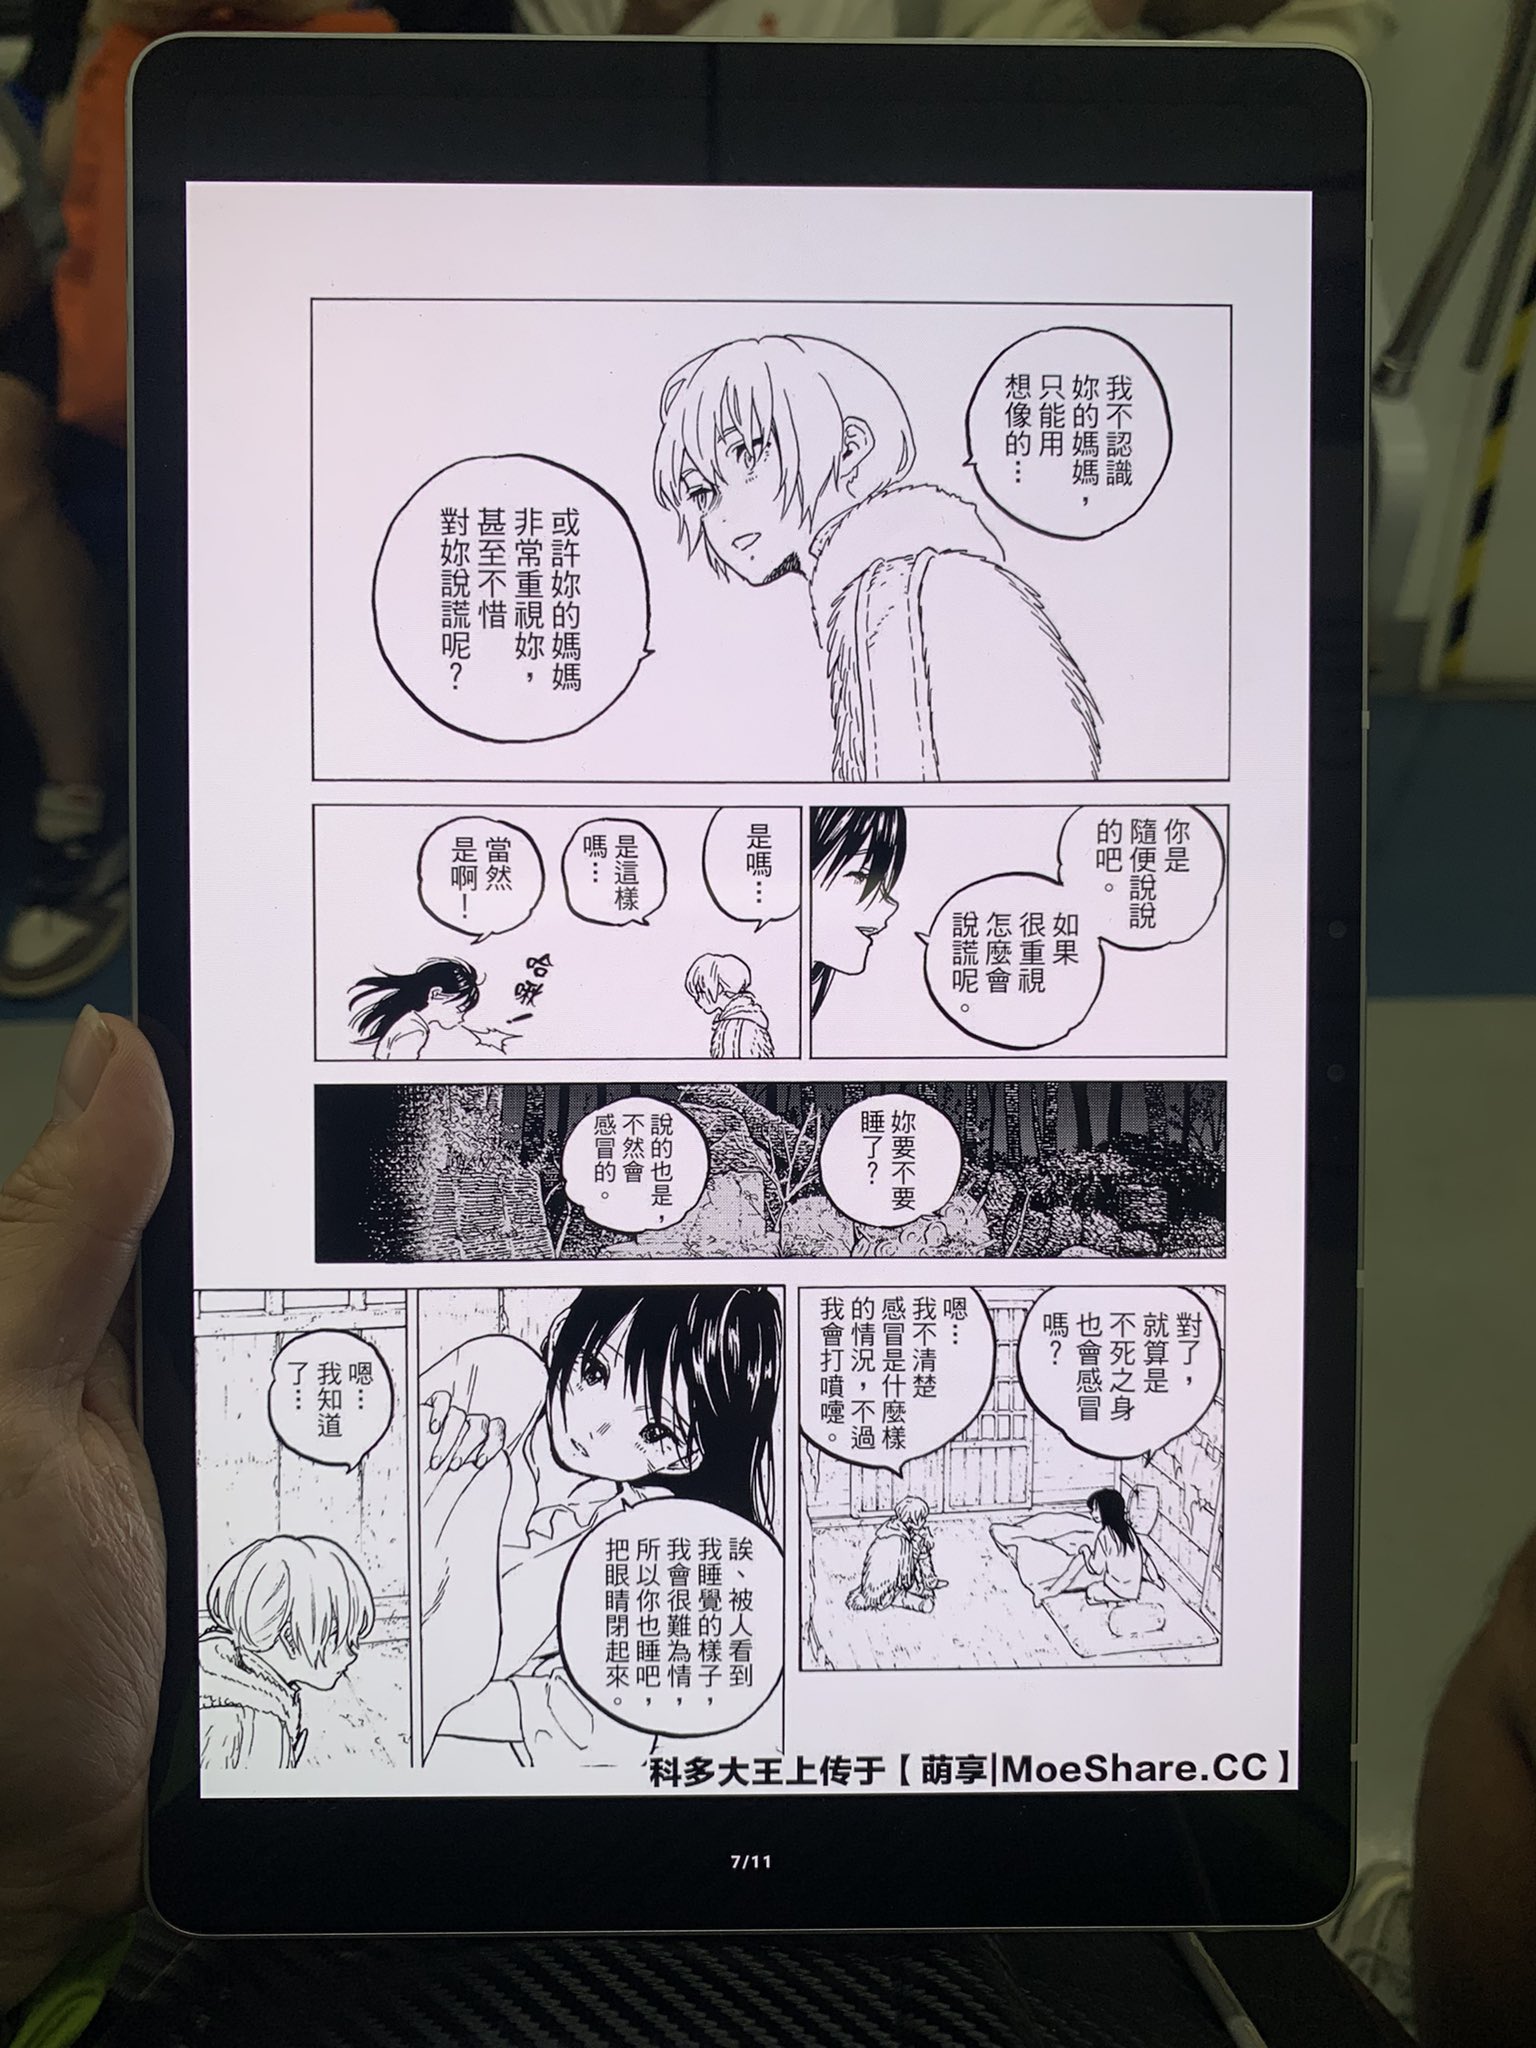 我不認識
妳的媽媽，
只能用
想像的⋯
或許妳的媽媽
非常重視妳，
甚至不惜
對妳說謊呢？
你是
隨便說說
的吧。
如果
很重視
怎麼會
說謊呢。
是嗎⋯
是這樣
嗎⋯
當然
是啊！
妳要不要
睡了？
說的也是，
不然會
感冒的。
對了，
就算是
不死之身
也會感冒
嗎？
嗯⋯
我不清楚
感冒是什麼樣
的情況，不過
我會打噴嚏。
誒、被人看到
我睡覺的樣子，
我會很難為情，
所以你也睡吧，
把眼睛閉起來。
嗯⋯
我知道
了⋯
科多大王上传于【萌享|MoeShare.CC】
7/11